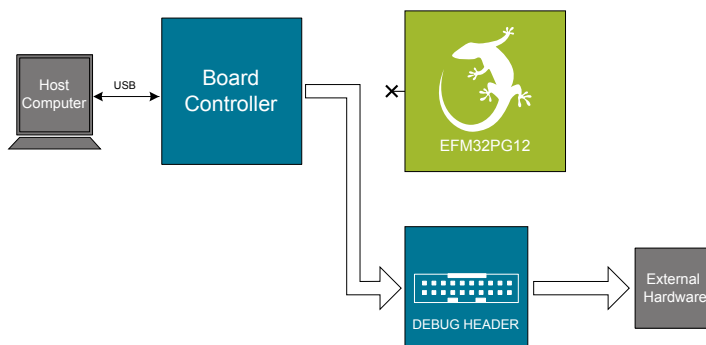 Host
Computer
USB
Board
Controller
EFM32PG12
DEBUG HEADER
External
Hardware